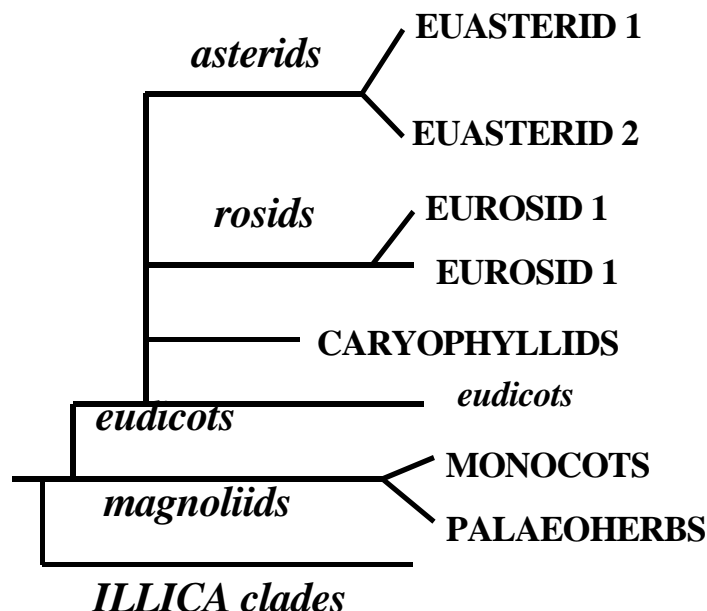 EUASTERID 1
asterids
EUASTERID 2
rosids
EUROSID 1
EUROSID 1
CARYOPHYLLIDS
eudicots
eudicots
MONOCOTS
magnoliids
PALAEOHERBS
ILLICA clades